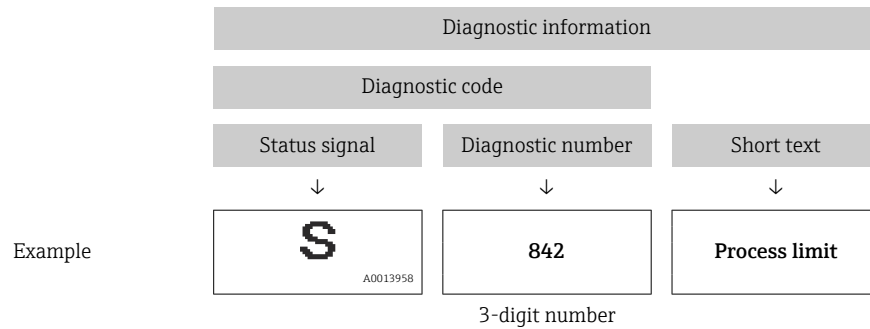 Diagnostic information
Diagnostic code
Status signal Diagnostic number Short text
↓ ↓ ↓
Example S 842 Process limit
A0013958
3-digit number